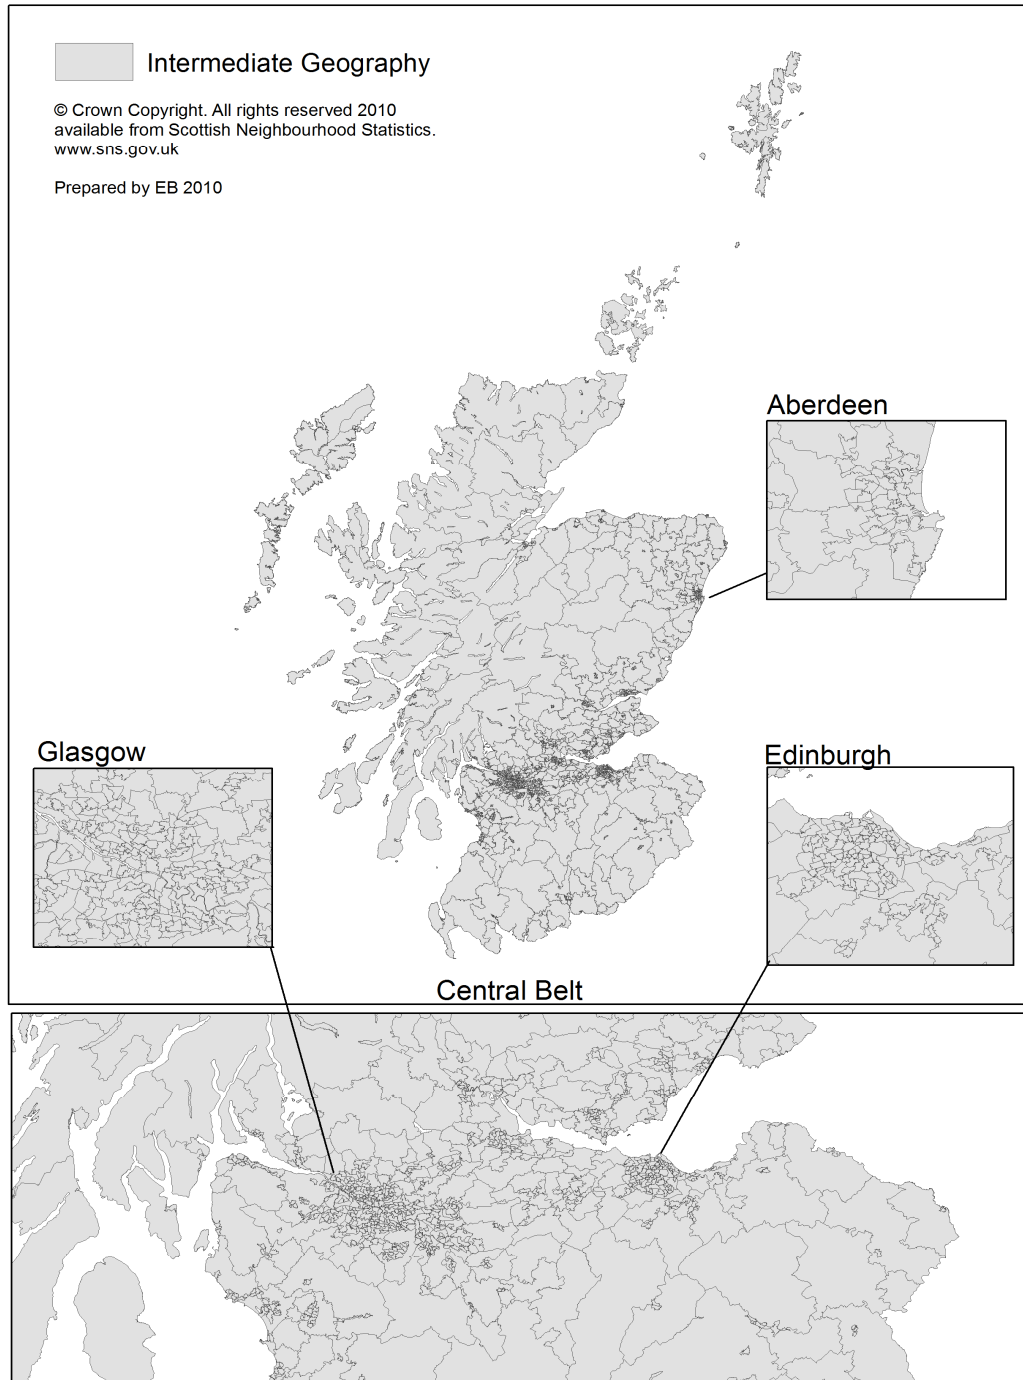 Intermediate Geography
© Crown Copyright. All rights reserved 2010
available from Scottish Neighbourhood Statistics.
www.sns.gov.uk
Prepared by EB 2010
Aberdeen
Glasgow
Edinburgh
Central Belt